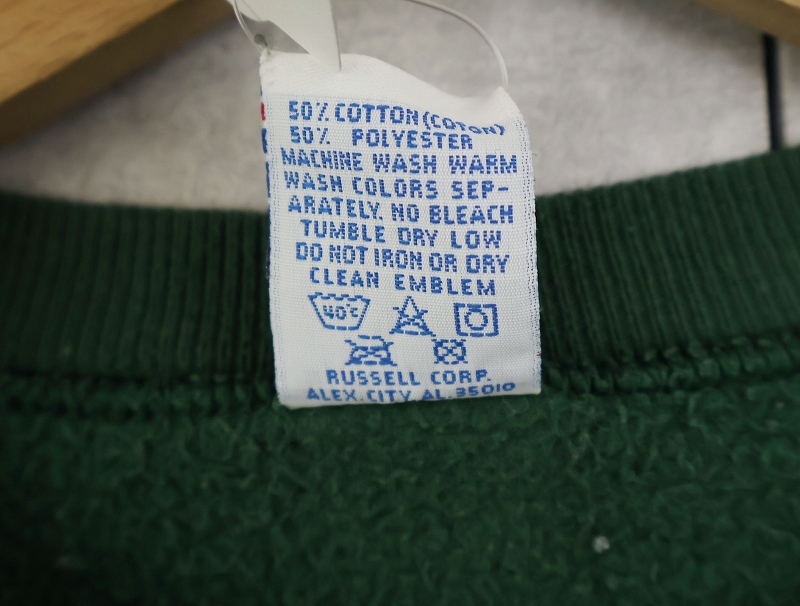 50% COTTON (COTON)
50% POLYESTER
MACHINE WASH WARM
WASH COLORS SEP-
ARATELY. NO BLEACH
TUMBLE DRY LOW
DO NOT IRON OR DRY
CLEAN EMBLEM
40°C
RUSSELL CORP.
ALEX. CITY AL. 35010